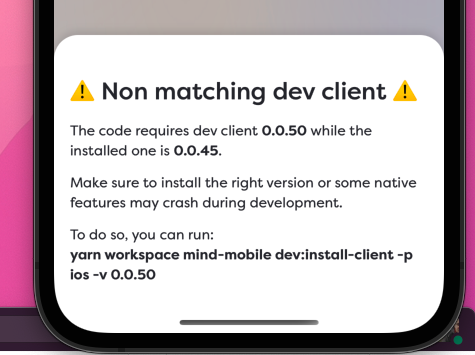 ⚠️ Non matching dev client ⚠️
The code requires dev client 0.0.50 while the
installed one is 0.0.45.
Make sure to install the right version or some native
features may crash during development.
To do so, you can run:
yarn workspace mind-mobile dev:install-client -p
ios -v 0.0.50